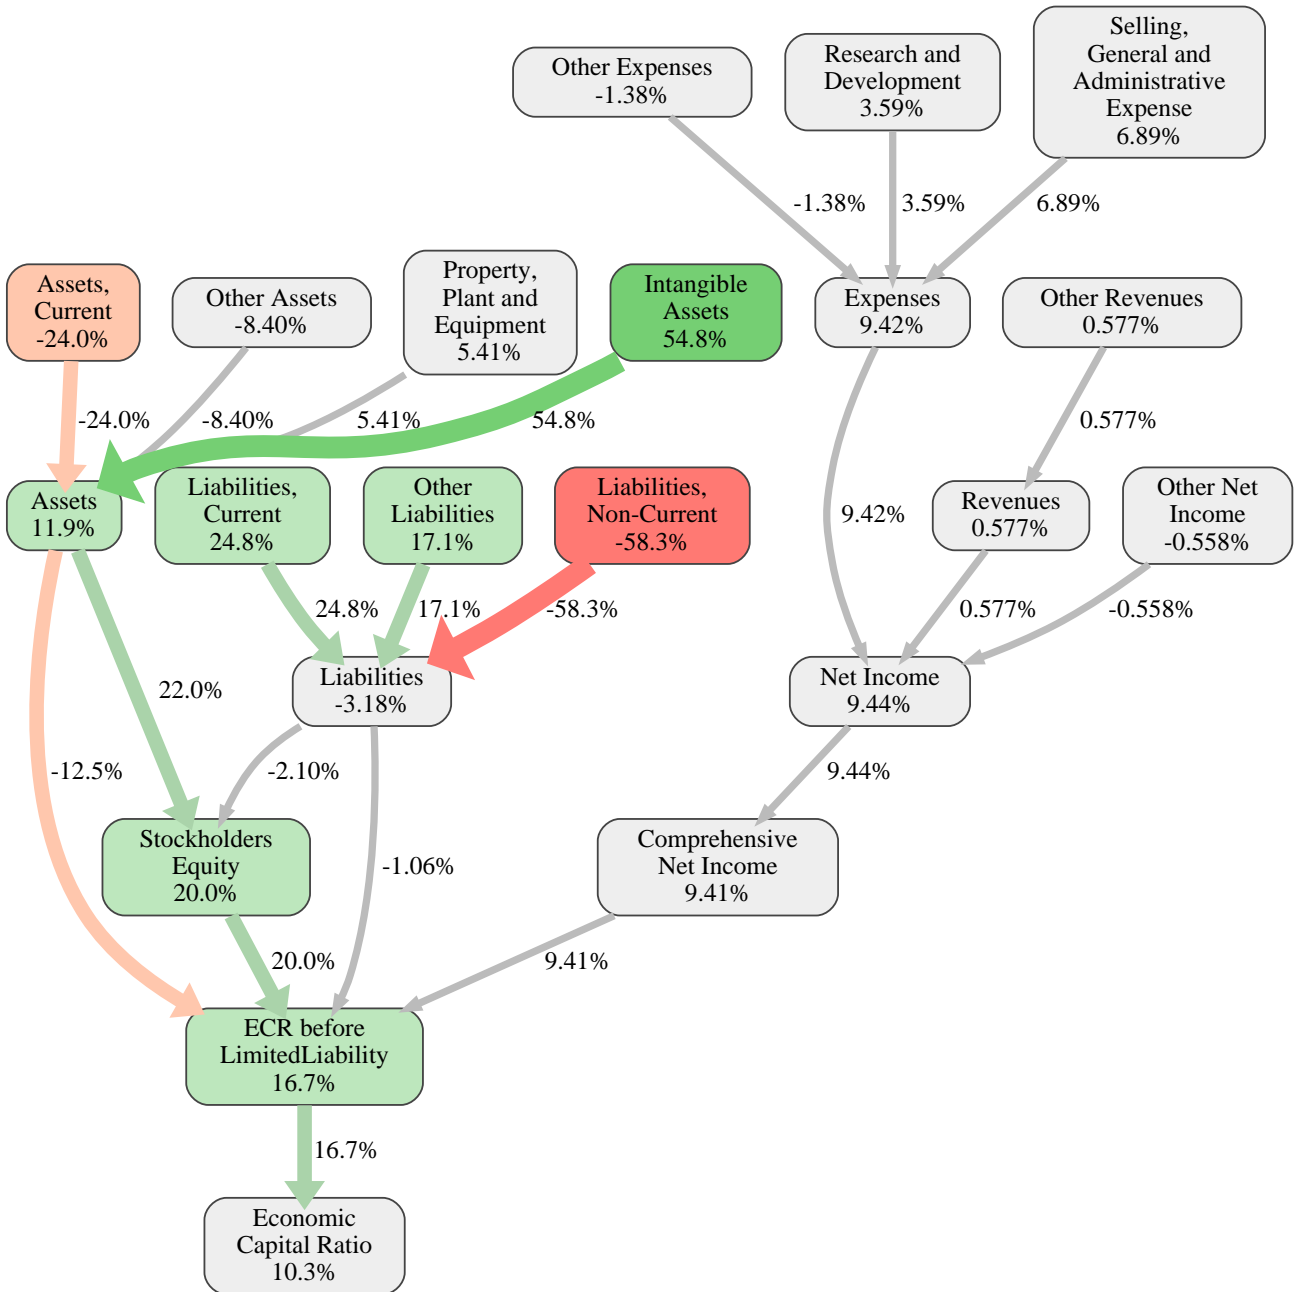 Other Expenses
-1.38%
Research and
Development
3.59%
Selling,
General and
Administrative
Expense
6.89%
-1.38%
3.59%
6.89%
Assets,
Current
-24.0%
Other Assets
-8.40%
Property,
Plant and
Equipment
5.41%
Intangible
Assets
54.8%
Expenses
9.42%
Other Revenues
0.577%
-24.0%
-8.40%
5.41%
54.8%
0.577%
Assets
11.9%
Liabilities,
Current
24.8%
Other
Liabilities
17.1%
Liabilities,
Non-Current
-58.3%
9.42%
Revenues
0.577%
Other Net
Income
-0.558%
24.8%
17.1%
-58.3%
0.577%
-0.558%
22.0%
Liabilities
-3.18%
Net Income
9.44%
-12.5%
-2.10%
9.44%
Stockholders
Equity
20.0%
-1.06%
Comprehensive
Net Income
9.41%
20.0%
9.41%
ECR before
LimitedLiability
16.7%
16.7%
Economic
Capital Ratio
10.3%